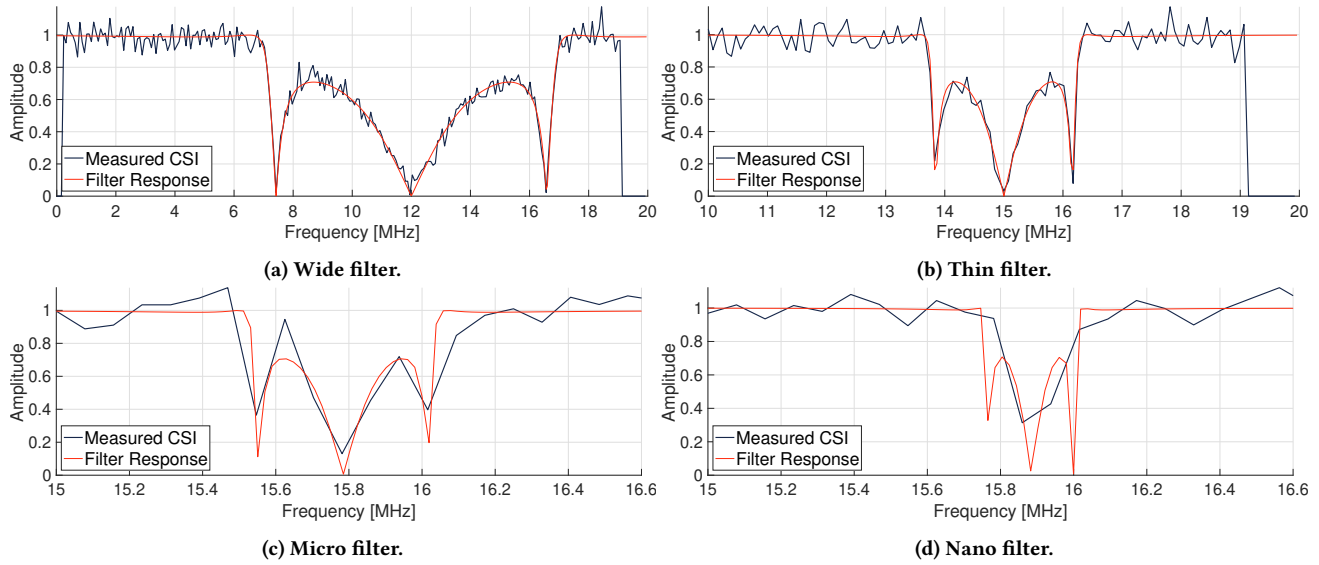 Amplitude
1
0.8
0.6
0.4
0.2
0
Measured CSI
Filter Response
0 2 4 6 8 10 12 14 16 18 20
Frequency [MHz]
(a) Wide filter.
Amplitude
1
0.8
0.6
0.4
0.2
0
Measured CSI
Filter Response
10 11 12 13 14 15 16 17 18 19 20
Frequency [MHz]
(b) Thin filter.
Amplitude
1
0.8
0.6
0.4
0.2
0
Measured CSI
Filter Response
15 15.2 15.4 15.6 15.8 16 16.2 16.4 16.6
Frequency [MHz]
(c) Micro filter.
Amplitude
1
0.8
0.6
0.4
0.2
0
Measured CSI
Filter Response
15 15.2 15.4 15.6 15.8 16 16.2 16.4 16.6
Frequency [MHz]
(d) Nano filter.